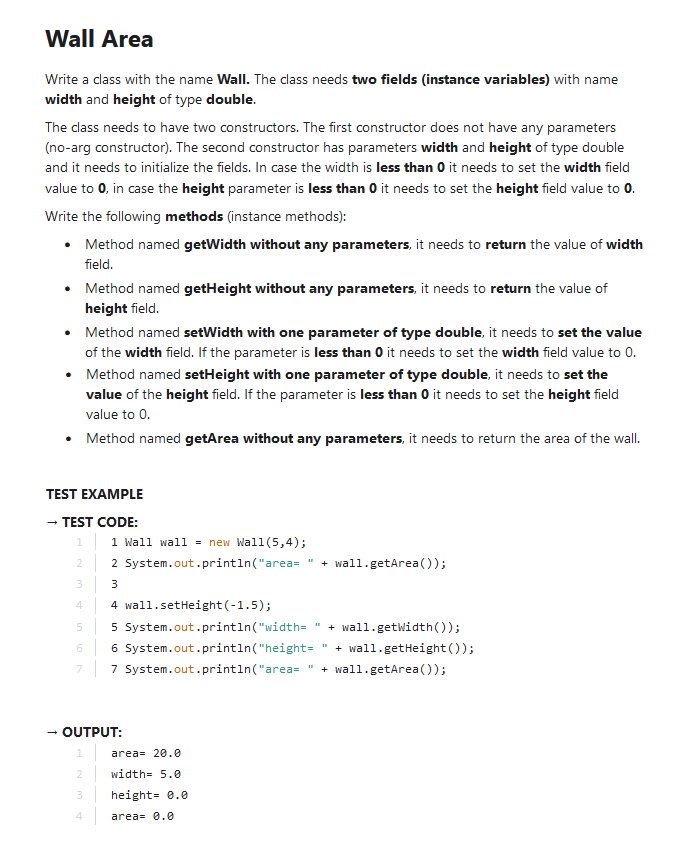 Wall Area
Write a class with the name Wall. The class needs two fields (instance variables) with name
width and height of type double.
The class needs to have two constructors. The first constructor does not have any parameters
(no-arg constructor). The second constructor has parameters width and height of type double
and it needs to initialize the fields. In case the width is less than 0 it needs to set the width field
value to 0, in case the height parameter is less than 0 it needs to set the height field value to 0.
Write the following methods (instance methods):
• Method named getWidth without any parameters, it needs to return the value of width
field.
• Method named getHeight without any parameters, it needs to return the value of
height field.
• Method named setWidth with one parameter of type double, it needs to set the value
of the width field. If the parameter is less than 0 it needs to set the width field value to 0.
• Method named setHeight with one parameter of type double, it needs to set the
value of the height field. If the parameter is less than 0 it needs to set the height field
value to 0.
• Method named getArea without any parameters, it needs to return the area of the wall.
TEST EXAMPLE
→ TEST CODE:
1 1 Wall wall = new Wall(5,4);
2 2 System.out.println("area= " + wall.getArea());
3 3
4 4 wall.setHeight(-1.5);
5 5 System.out.println("width= " + wall.getWidth());
6 6 System.out.println("height= " + wall.getHeight());
7 7 System.out.println("area= " + wall.getArea());
→ OUTPUT:
1 area= 20.0
2 width= 5.0
3 height= 0.0
4 area= 0.0